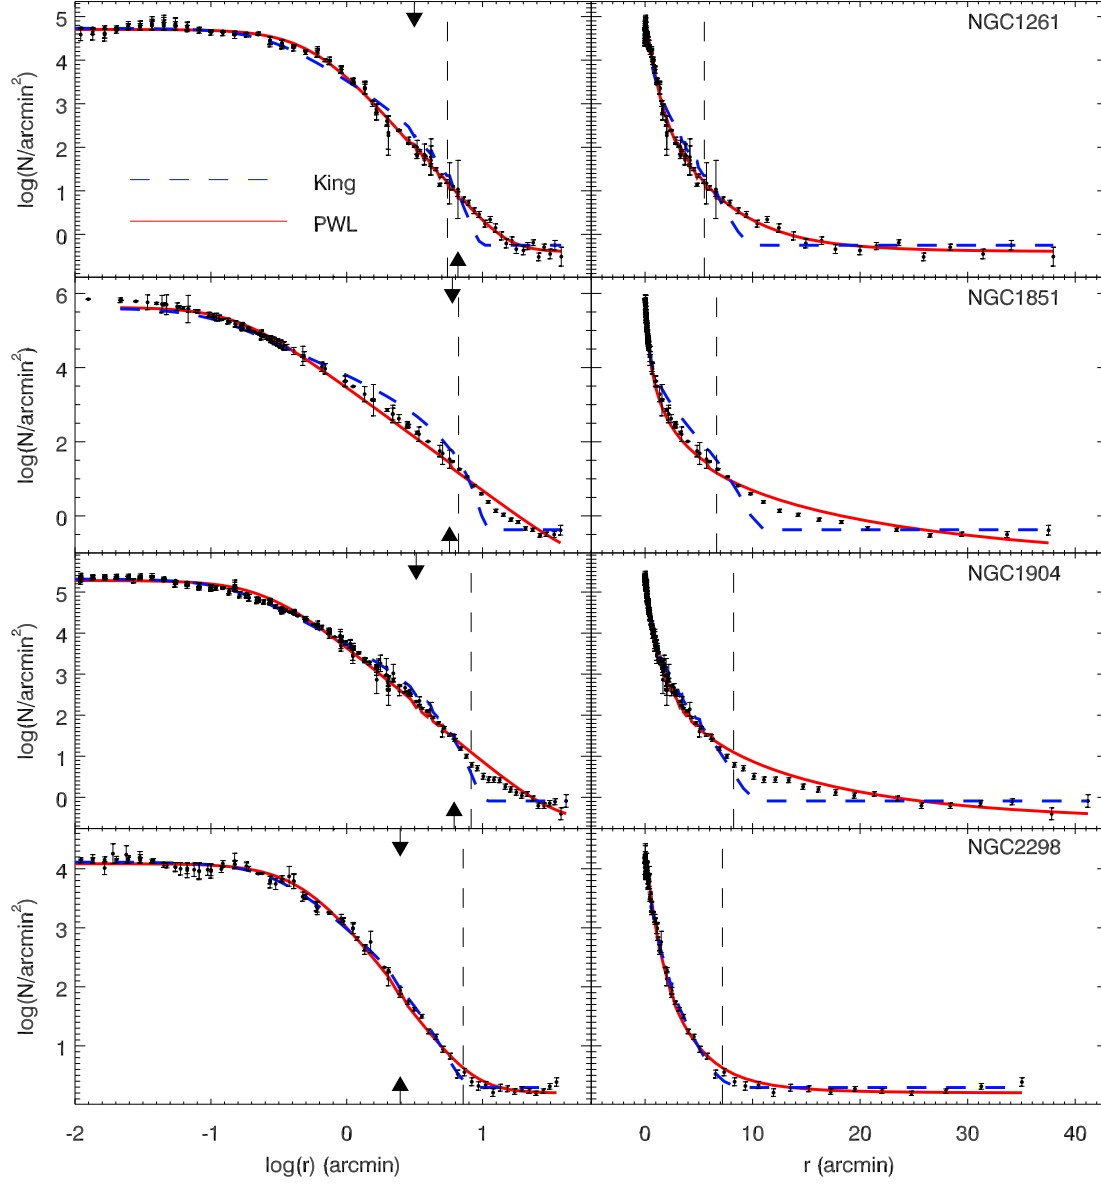 NGC1261
5
4
3
2
1
0
log(N/arcmin²)
King
PWL
NGC1851
6
4
2
0
log(N/arcmin²)
NGC1904
5
4
3
2
1
0
log(N/arcmin²)
NGC2298
4
3
2
1
log(N/arcmin²)
-2 -1 0 1 0 10 20 30 40
log(r) (arcmin) r (arcmin)